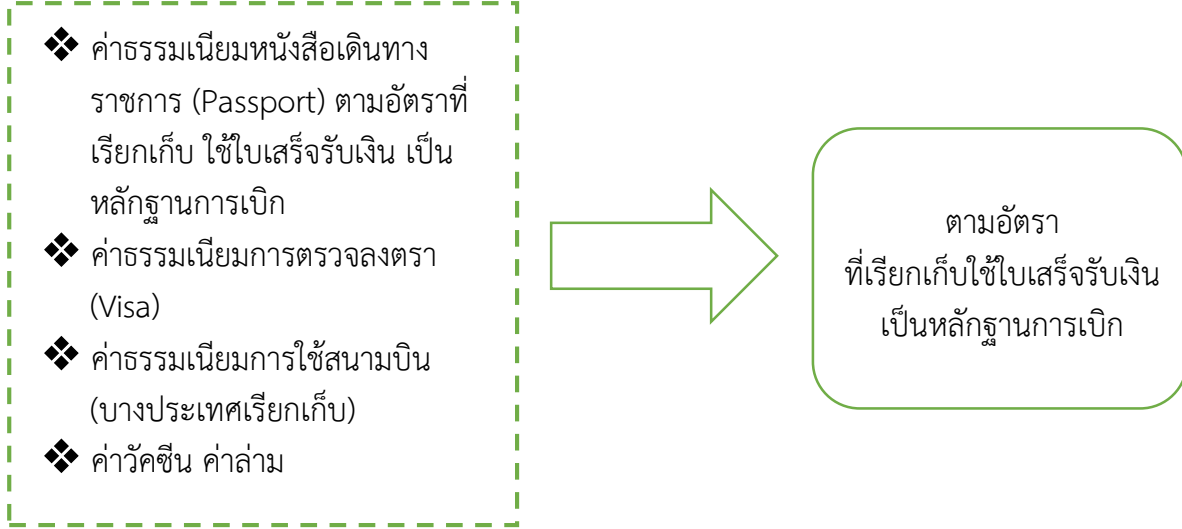 ❖ ค่าธรรมเนียมหนังสือเดินทาง
ราชการ (Passport) ตามอัตราที่
เรียกเก็บ ใช้ใบเสร็จรับเงิน เป็น
หลักฐานการเบิก
❖ ค่าธรรมเนียมการตรวจลงตรา
(Visa)
❖ ค่าธรรมเนียมการใช้สนามบิน
(บางประเทศเรียกเก็บ)
❖ ค่าวัคซีน ค่าล่าม
ตามอัตรา
ที่เรียกเก็บใช้ใบเสร็จรับเงิน
เป็นหลักฐานการเบิก